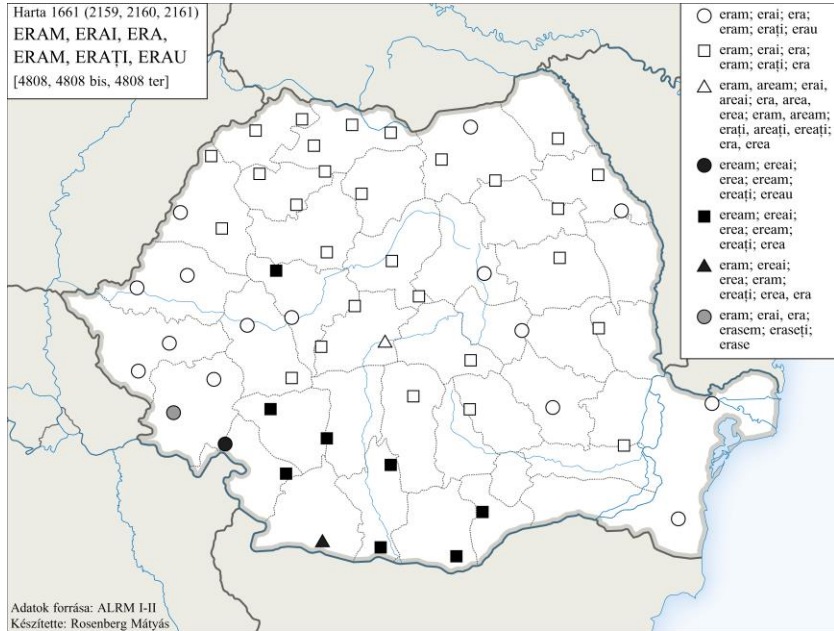 Harta 1661 (2159, 2160, 2161)
ERAM, ERAI, ERA,
ERAM, ERAȚI, ERAU
[4808, 4808 bis, 4808 ter]
eram; erai; era;
eram; erați; erau
eram; erai; era;
eram; erați; era
eram, aream; erai,
areai; era, area,
erea; eram, aream;
erați, areați, ereați;
era, erea
eream; ereai;
erea; eream;
ereați; ereau
eream; ereai;
erea; eream;
ereați; erea
eram; ereai;
erea; eram;
ereați; erea, era
eram; erai, era;
erasem; eraseți;
erase
Adatok forrása: ALRM I-II
Készítette: Rosenberg Mátyás